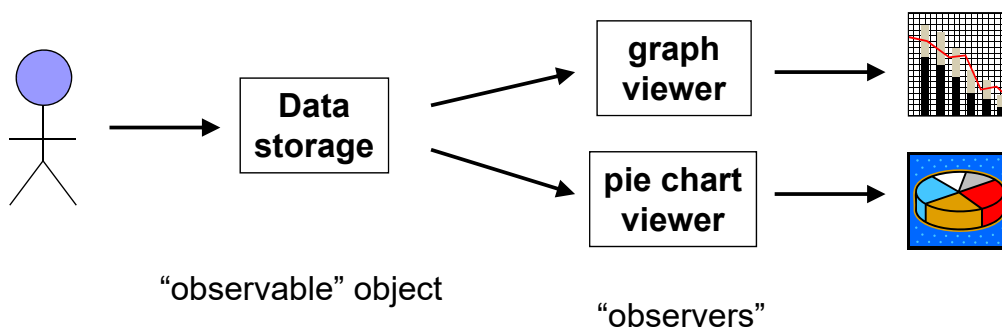 graph
viewer
Data
storage
pie chart
viewer
“observable” object
“observers”